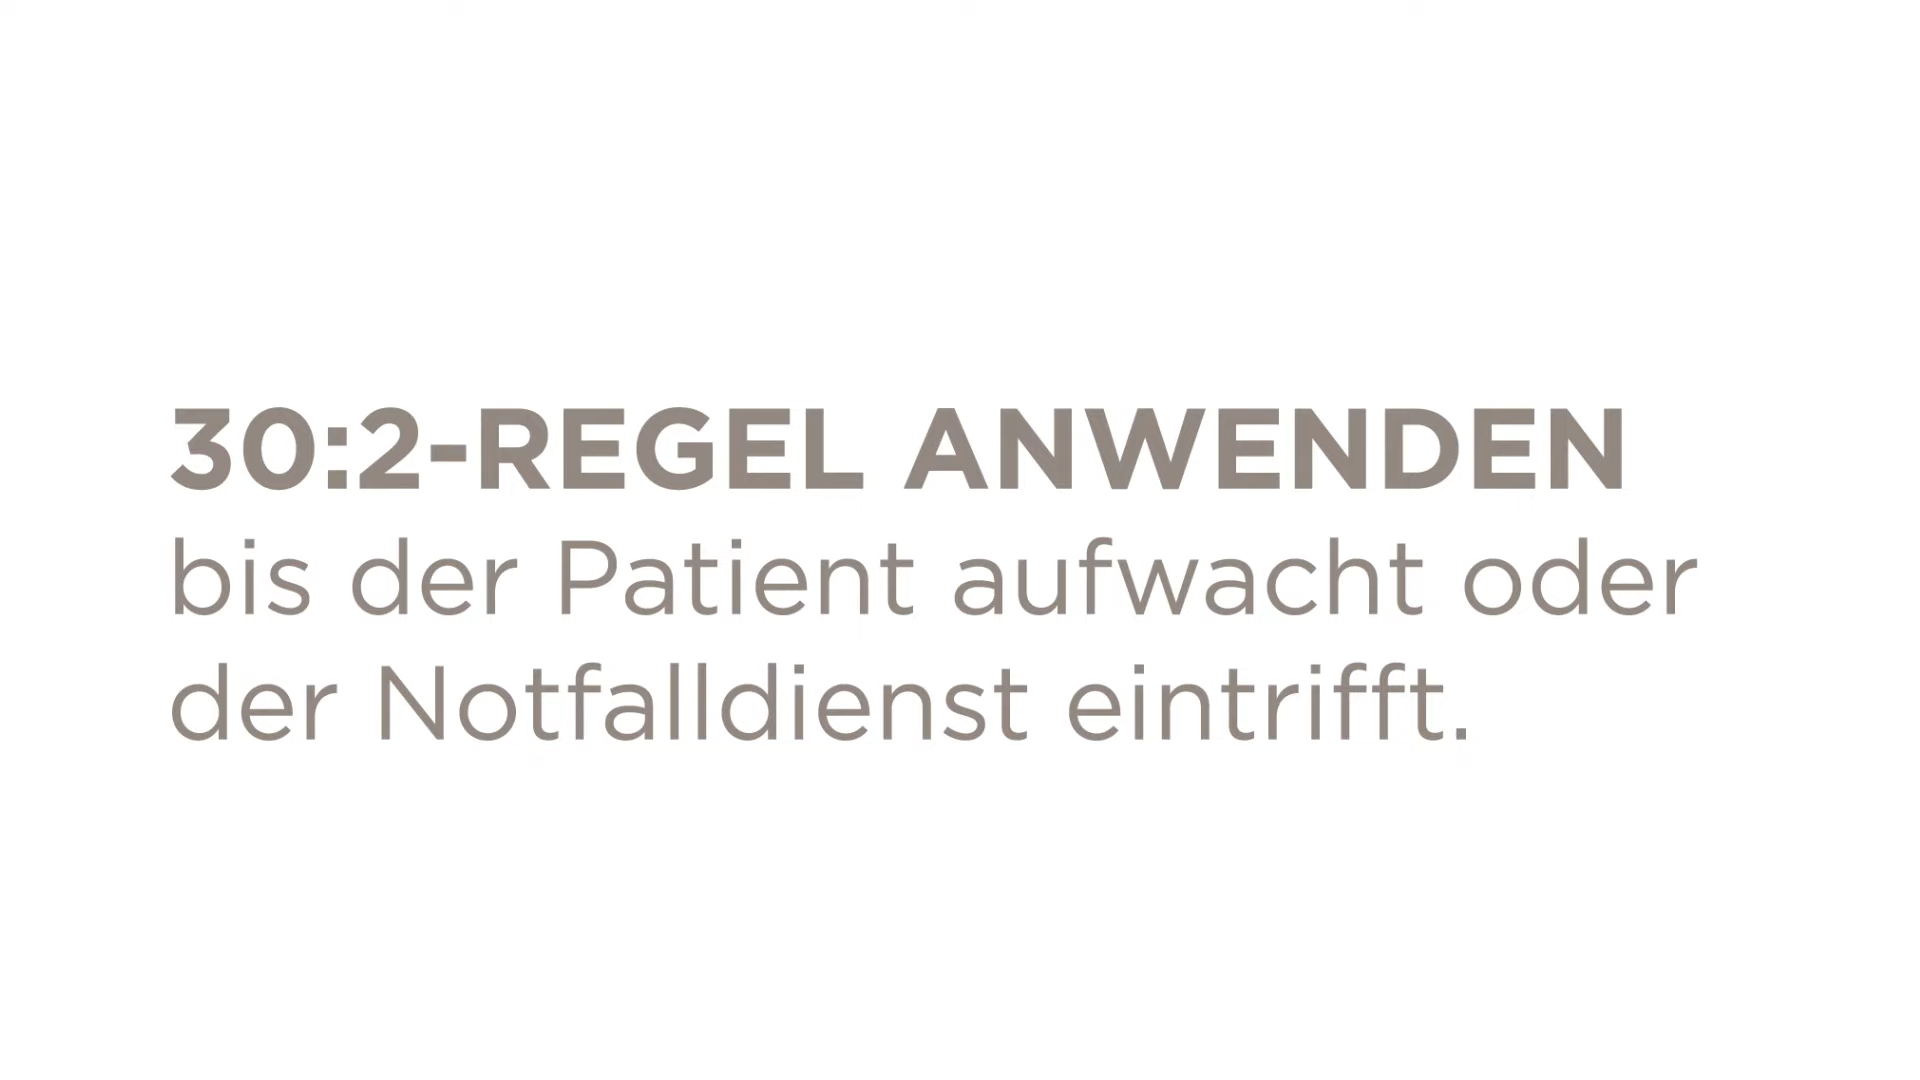 30:2-REGEL ANWENDEN
bis der Patient aufwacht oder
der Notfalldienst eintrifft.